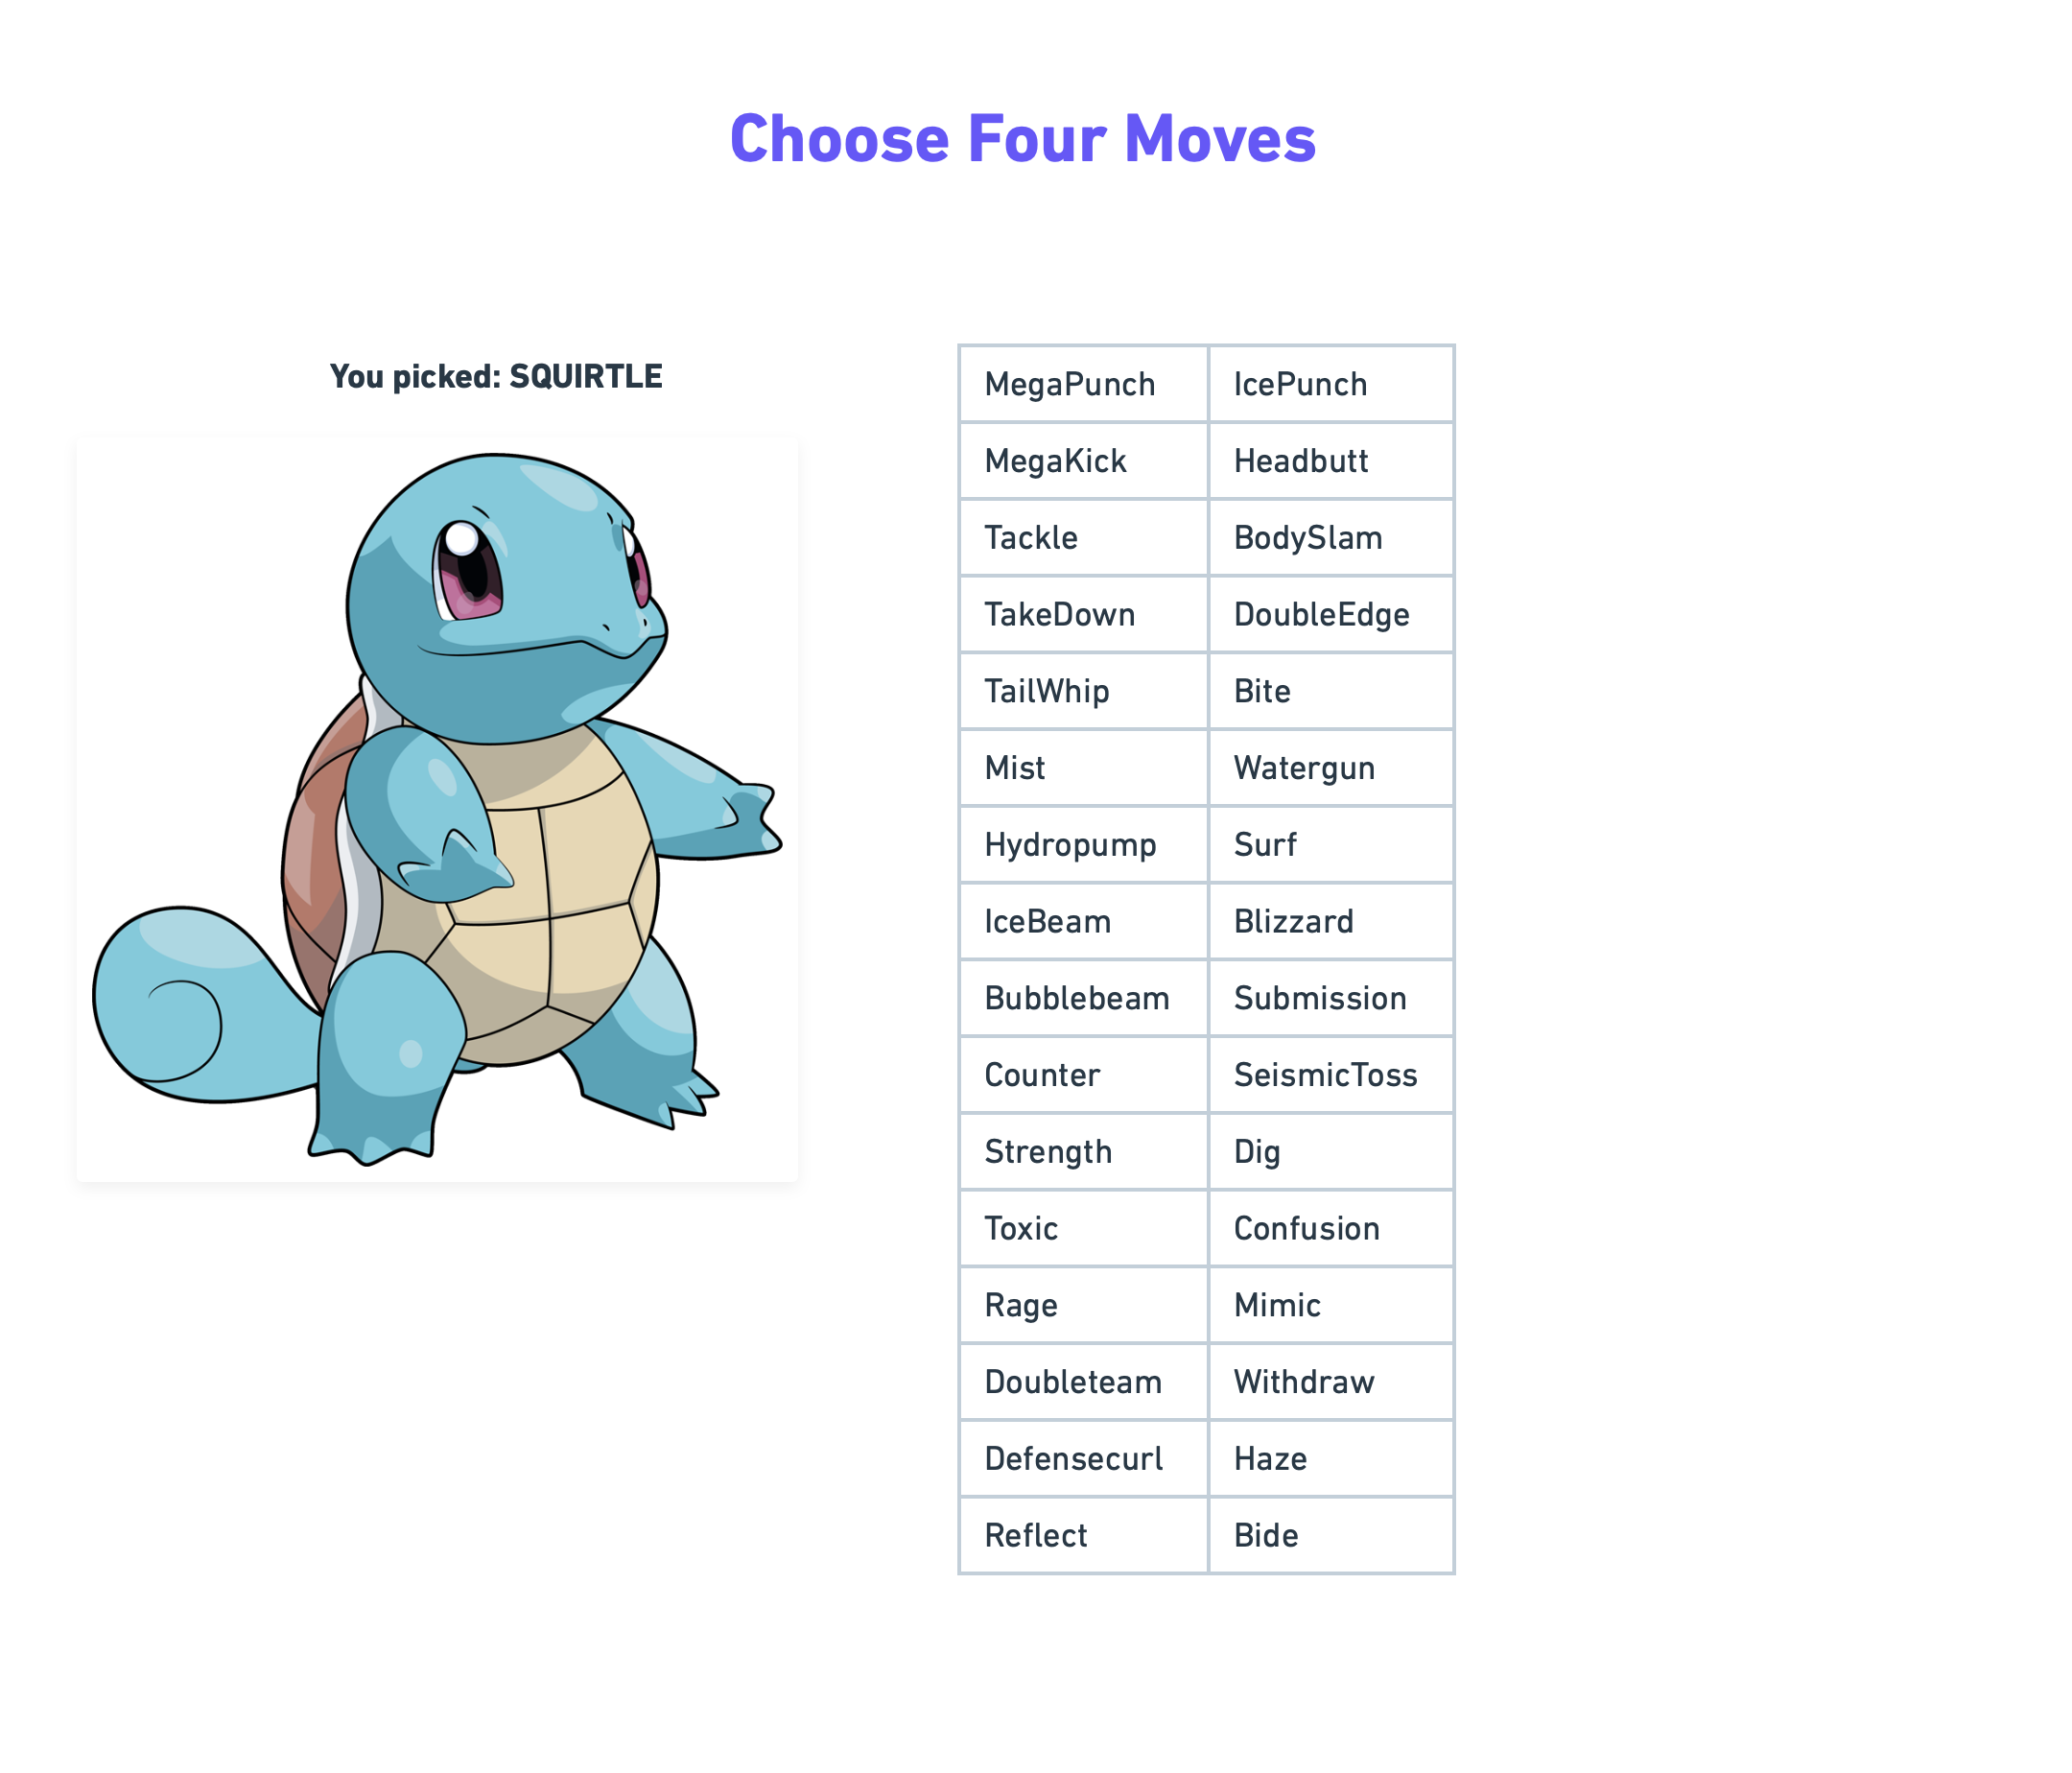 Choose Four Moves
You picked: SQUIRTLE
MegaPunch IcePunch
MegaKick Headbutt
Tackle BodySlam
TakeDown DoubleEdge
TailWhip Bite
Mist Watergun
Hydropump Surf
IceBeam Blizzard
Bubblebeam Submission
Counter SeismicToss
Strength Dig
Toxic Confusion
Rage Mimic
Doubleteam Withdraw
Defensecurl Haze
Reflect Bide